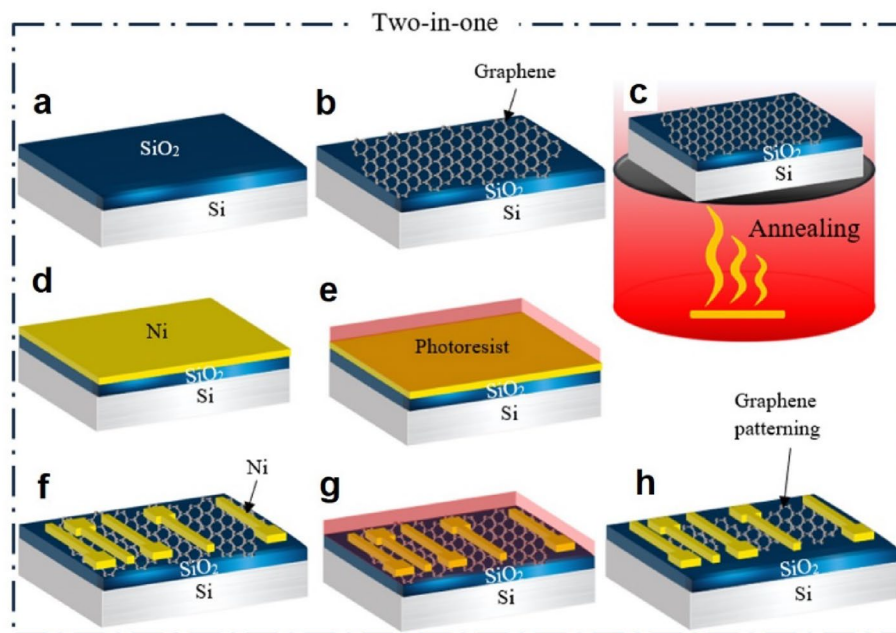 Two-in-one
a
SiO₂
Si
b
Graphene
SiO₂
Si
c
SiO₂
Si
Annealing
d
Ni
SiO₂
Si
e
Photoresist
SiO₂
Si
f
Ni
SiO₂
Si
g
SiO₂
Si
h
Graphene
patterning
SiO₂
Si